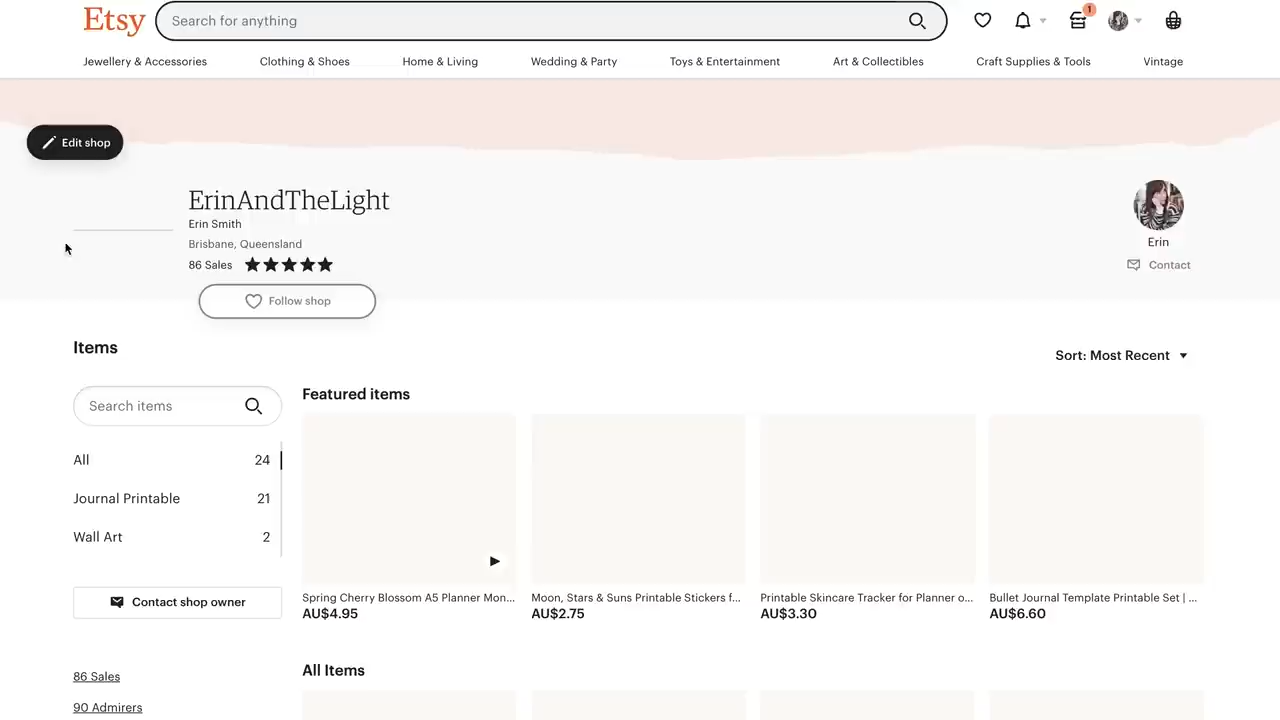 Etsy
Search for anything
1
Jewellery & Accessories
Clothing & Shoes
Home & Living
Wedding & Party
Toys & Entertainment
Art & Collectibles
Craft Supplies & Tools
Vintage
Edit shop
ErinAndTheLight
Erin Smith
Brisbane, Queensland
86 Sales
Follow shop
Erin
Contact
Items
Sort: Most Recent
Search items
All 24
Journal Printable 21
Wall Art 2
Contact shop owner
86 Sales
90 Admirers
Featured items
Spring Cherry Blossom A5 Planner Mon...
AU$4.95
Moon, Stars & Suns Printable Stickers f...
AU$2.75
Printable Skincare Tracker for Planner o...
AU$3.30
Bullet Journal Template Printable Set | ...
AU$6.60
All Items